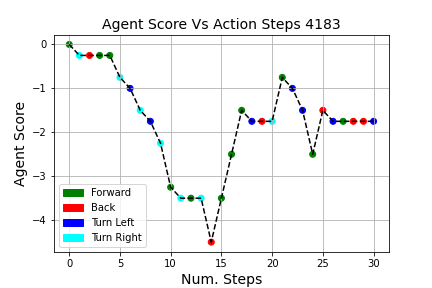 Agent Score Vs Action Steps 4183
0
−1
−2
−3
−4
Agent Score
Forward
Back
Turn Left
Turn Right
0 5 10 15 20 25 30
Num. Steps